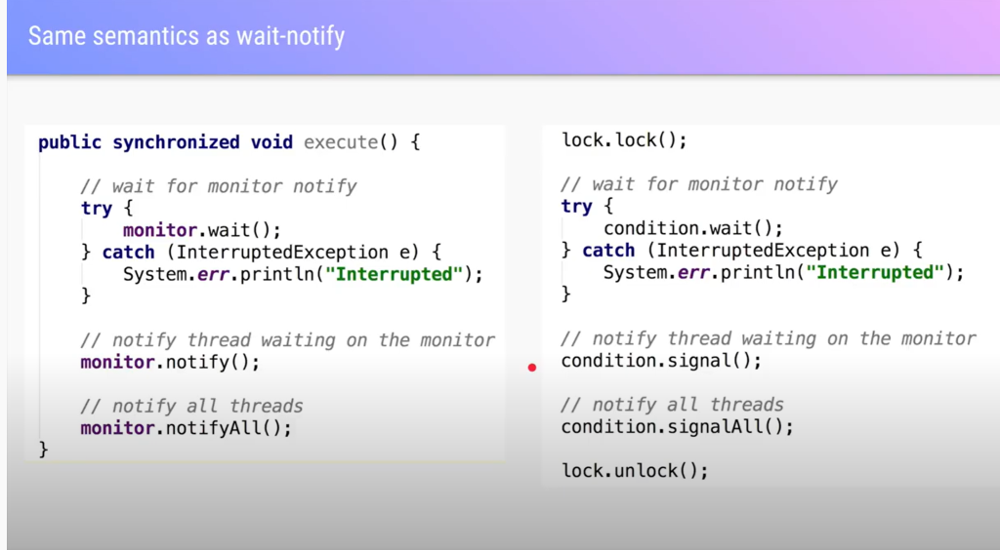 Same semantics as wait-notify
public synchronized void execute() {
// wait for monitor notify
try {
monitor.wait();
} catch (InterruptedException e) {
System.err.println("Interrupted");
}
// notify thread waiting on the monitor
monitor.notify();
// notify all threads
monitor.notifyAll();
}
lock.lock();
// wait for monitor notify
try {
condition.wait();
} catch (InterruptedException e) {
System.err.println("Interrupted");
}
// notify thread waiting on the monitor
condition.signal();
// notify all threads
condition.signalAll();
lock.unlock();